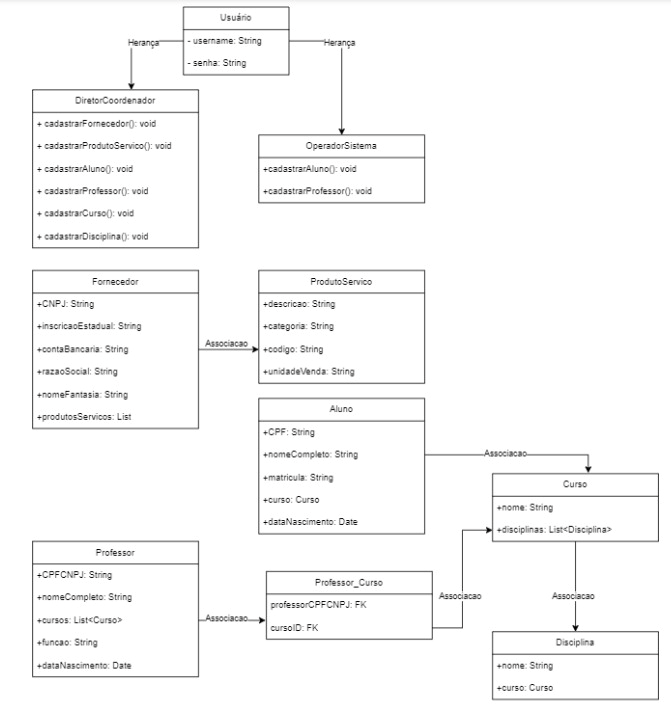 Usuário
- username: String
- senha: String
Herança
Herança
DiretorCoordenador
+ cadastrarFornecedor(): void
+ cadastrarProdutoServico(): void
+ cadastrarAluno(): void
+ cadastrarProfessor(): void
+ cadastrarCurso(): void
+ cadastrarDisciplina(): void
OperadorSistema
+cadastrarAluno(): void
+cadastrarProfessor(): void
Fornecedor
+CNPJ: String
+inscricaoEstadual: String
+contaBancaria: String
+razaoSocial: String
+nomeFantasia: String
+produtosServicos: List
Associacao
ProdutoServico
+descricao: String
+categoria: String
+codigo: String
+unidadeVenda: String
Aluno
+CPF: String
+nomeCompleto: String
+matricula: String
+curso: Curso
+dataNascimento: Date
Associacao
Curso
+nome: String
+disciplinas: List<Disciplina>
Professor
+CPFCNPJ: String
+nomeCompleto: String
+cursos: List<Curso>
+funcao: String
+dataNascimento: Date
Associacao
Professor_Curso
professorCPFCNPJ: FK
cursoID: FK
Associacao
Associacao
Disciplina
+nome: String
+curso: Curso